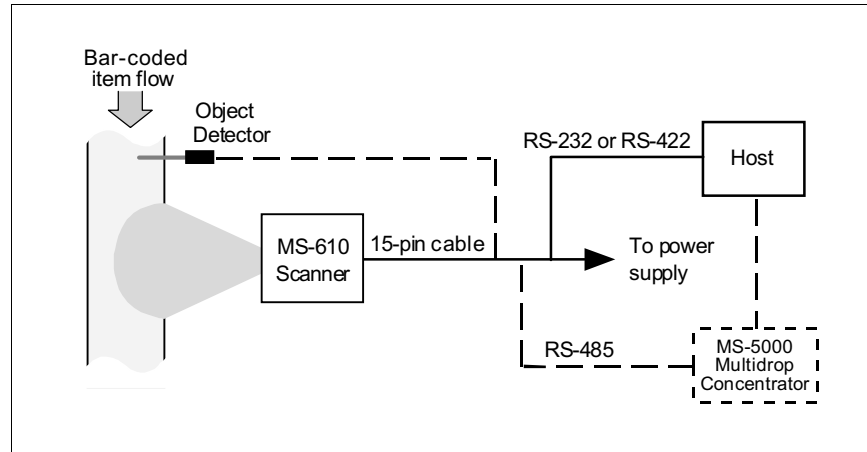 Bar-coded
item flow
Object
Detector
RS-232 or RS-422
Host
MS-610
Scanner
15-pin cable
To power
supply
RS-485
MS-5000
Multidrop
Concentrator